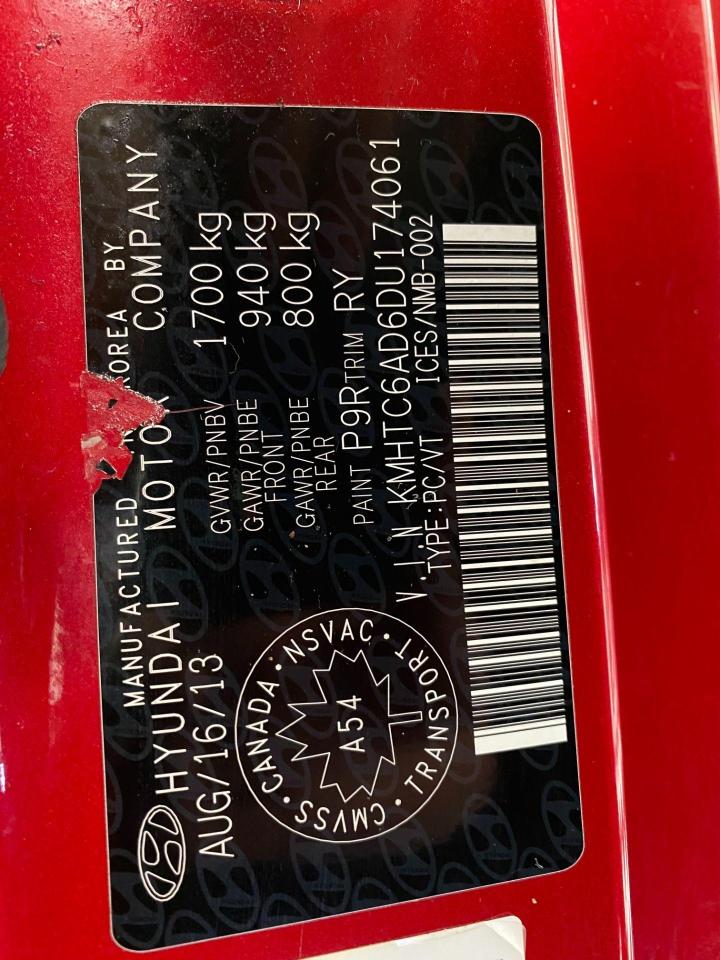 MANUFACTURED KOREA BY
HYUNDAI MOTOR COMPANY
AUG/16/13
GVWR/PNBV 1700 kg
GAWR/PNBE 940 kg
FRONT
GAWR/PNBE 800 kg
REAR
PAINT P9R TRIM RY
V.I.N KMHTC6AD6DU174061
TYPE:PC/VT ICES/NMB-002
CANADA • NSVAC • TRANSPORT • CMVSS •
A54